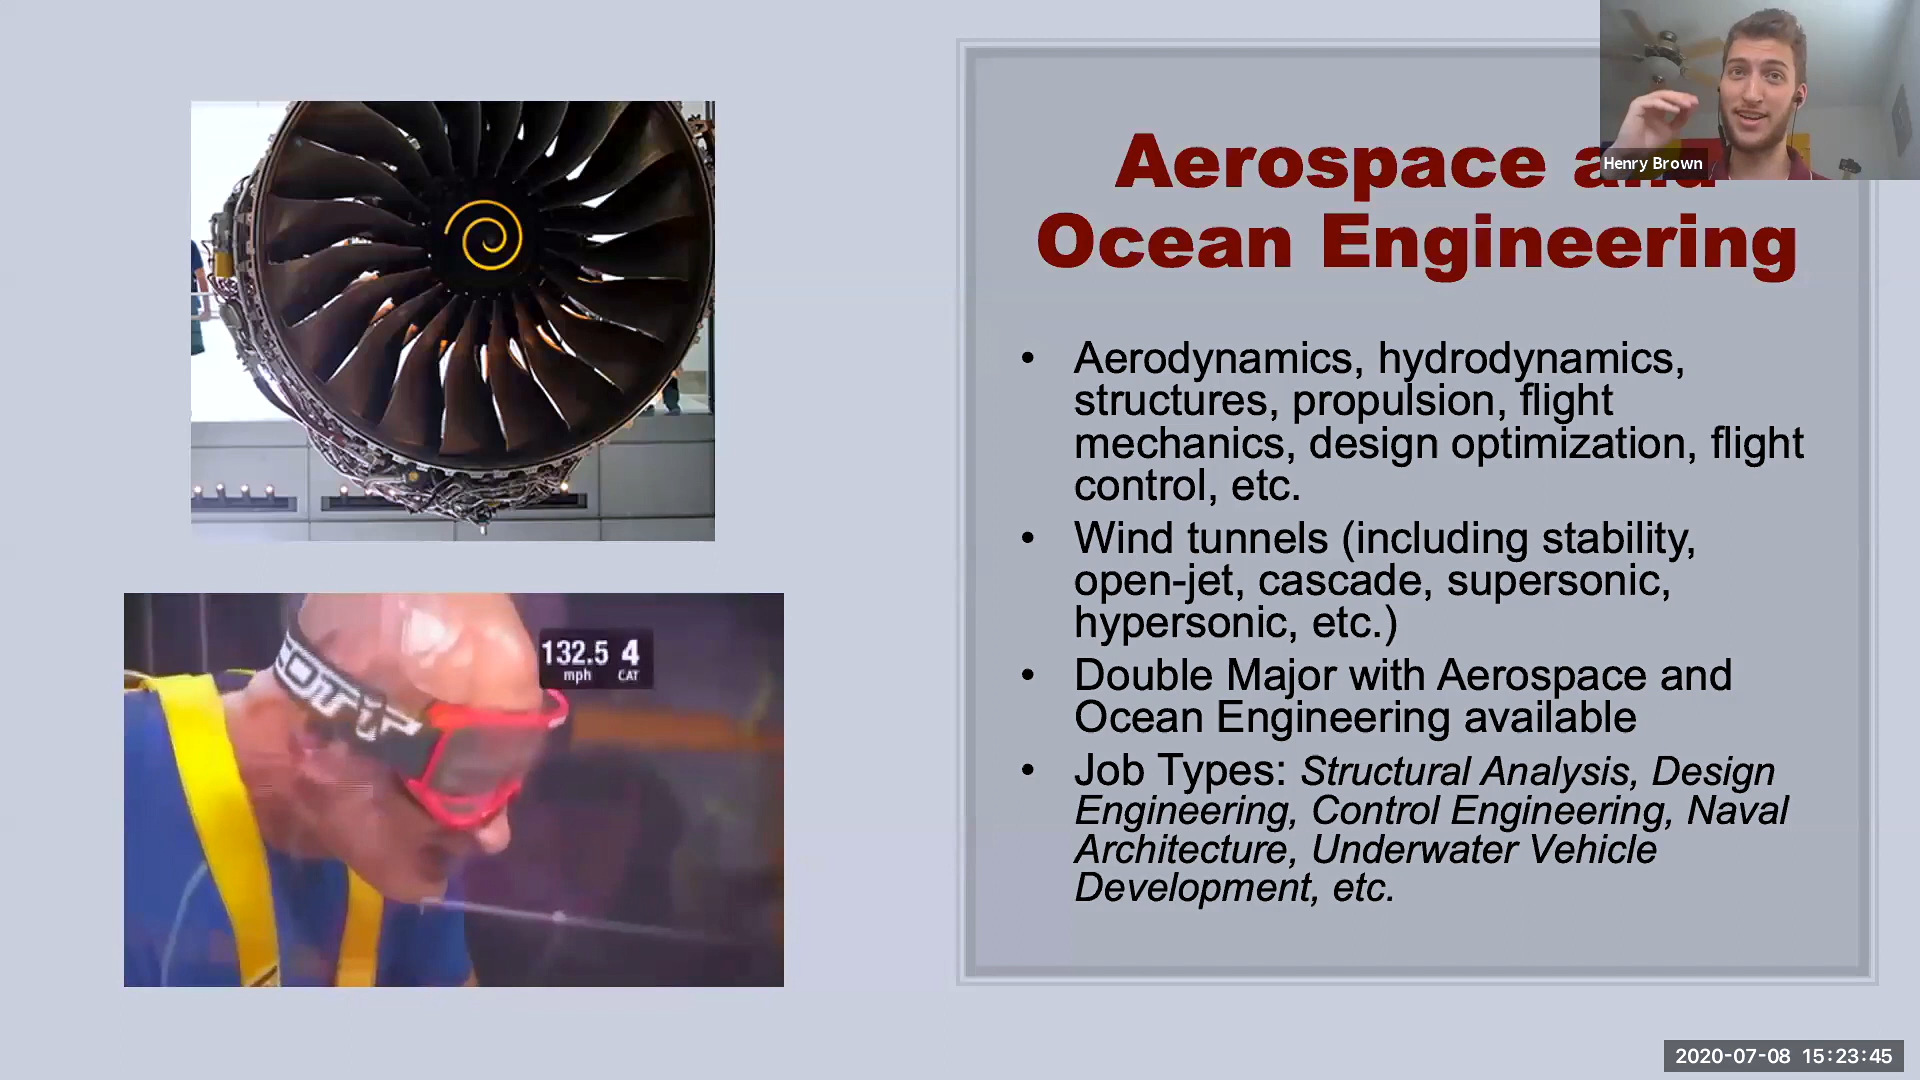 Aerospace and
Ocean Engineering
Henry Brown
• Aerodynamics, hydrodynamics,
structures, propulsion, flight
mechanics, design optimization, flight
control, etc.
• Wind tunnels (including stability,
open-jet, cascade, supersonic,
hypersonic, etc.)
• Double Major with Aerospace and
Ocean Engineering available
• Job Types: Structural Analysis, Design
Engineering, Control Engineering, Naval
Architecture, Underwater Vehicle
Development, etc.
132.5 4
mph CAT
2020-07-08 15:23:45